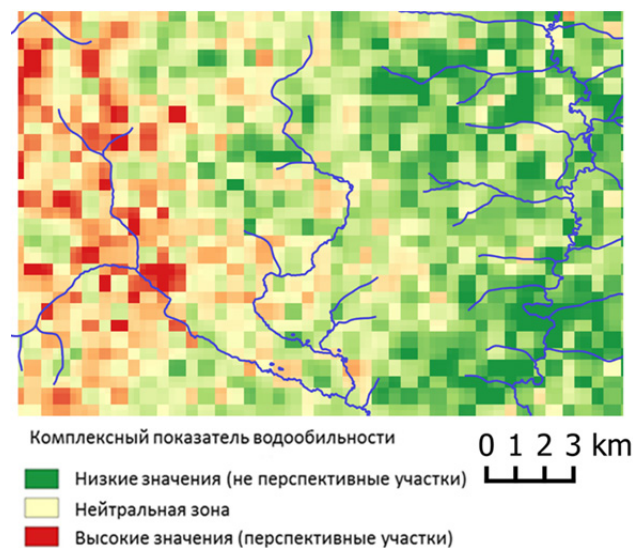 Комплексный показатель водообильности
0 1 2 3 km
Низкие значения (не перспективные участки)
Нейтральная зона
Высокие значения (перспективные участки)